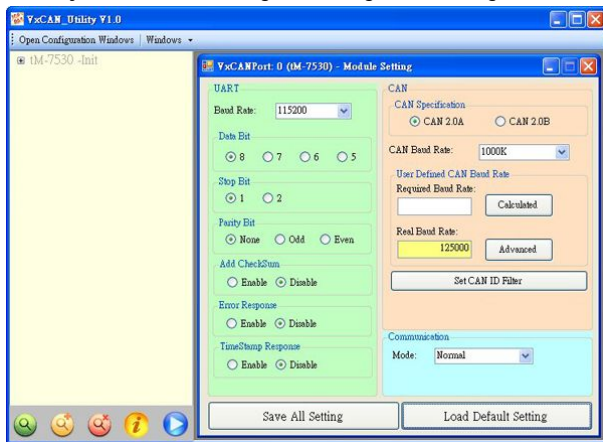 VxCAN_Utility V1.0
Open Configuration Windows Windows
tM-7530 -Init
VxCANPort: 0 (tM-7530) - Module Setting
UART
Baud Rate: 115200
Data Bit
8 7 6 5
Stop Bit
1 2
Parity Bit
None Odd Even
Add CheckSum
Enable Disable
Error Response
Enable Disable
TimeStamp Response
Enable Disable
CAN
CAN Specification
CAN 2.0A CAN 2.0B
CAN Baud Rate: 1000K
User Defined CAN Baud Rate
Required Baud Rate:
Calculated
Real Baud Rate:
125000 Advanced
Set CAN ID Filter
Communication
Mode: Normal
Save All Setting Load Default Setting